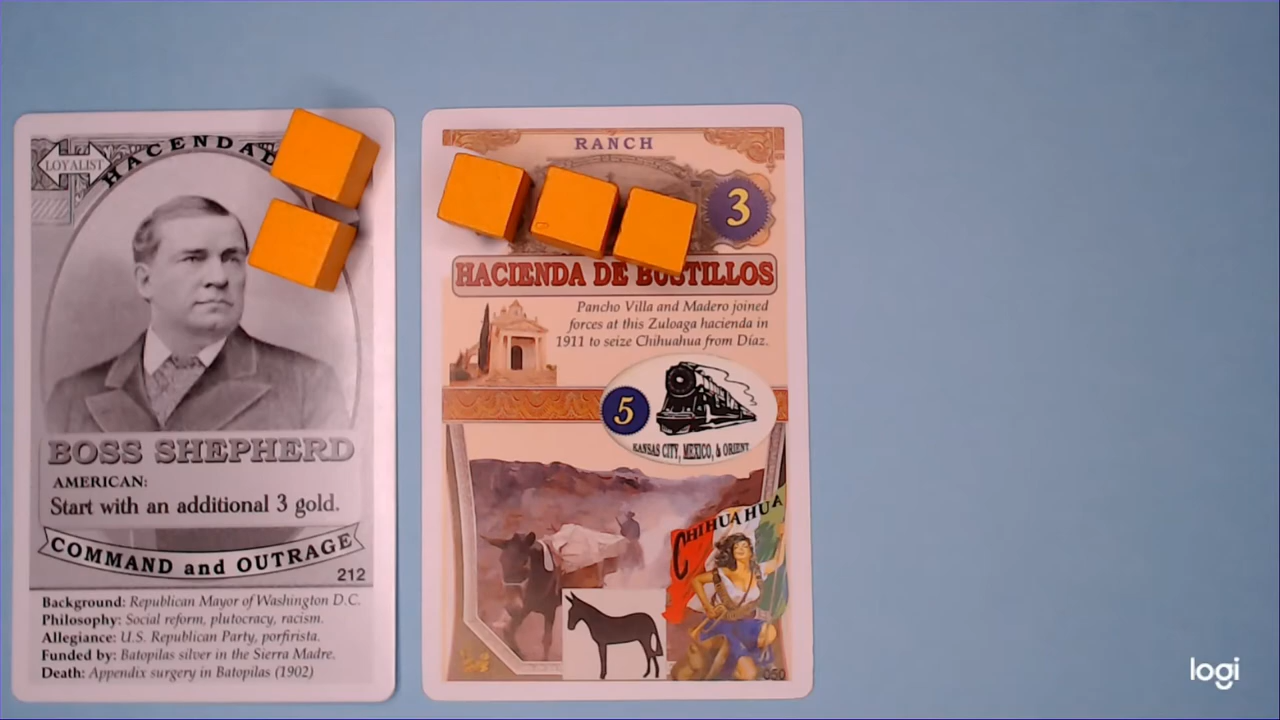 LOYALIST
HACENDADO
BOSS SHEPHERD
AMERICAN:
Start with an additional 3 gold.
COMMAND and OUTRAGE
212
Background: Republican Mayor of Washington D.C.
Philosophy: Social reform, plutocracy, racism.
Allegiance: U.S. Republican Party, porfirista.
Funded by: Batopilas silver in the Sierra Madre.
Death: Appendix surgery in Batopilas (1902)
RANCH
3
HACIENDA DE BUSTILLOS
Pancho Villa and Madero joined
forces at this Zuloaga hacienda in
1911 to seize Chihuahua from Díaz.
5
KANSAS CITY, MEXICO, & ORIENT
CHIHUAHUA
050
logi